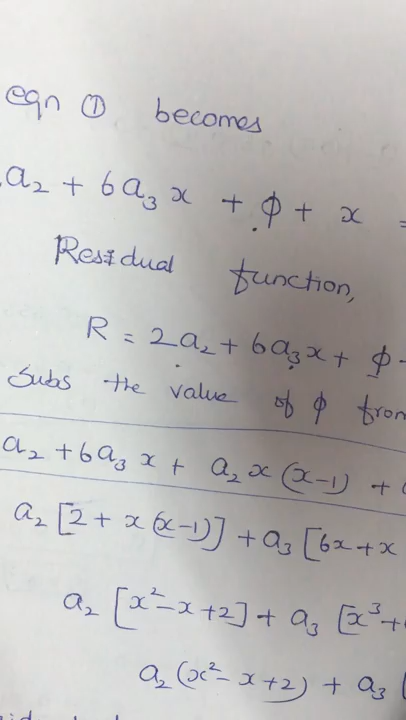 eqn ① becomes
a₂ + 6a₃x + ϕ + x =
Residual function,
R = 2a₂ + 6a₃x + ϕ
Subs the value of ϕ from
a₂ + 6a₃x + a₂x(x-1) +
a₂[2 + x(x-1)] + a₃[6x + x
a₂[x² - x + 2] + a₃[x³ +
a₂(x² - x + 2) + a₃(